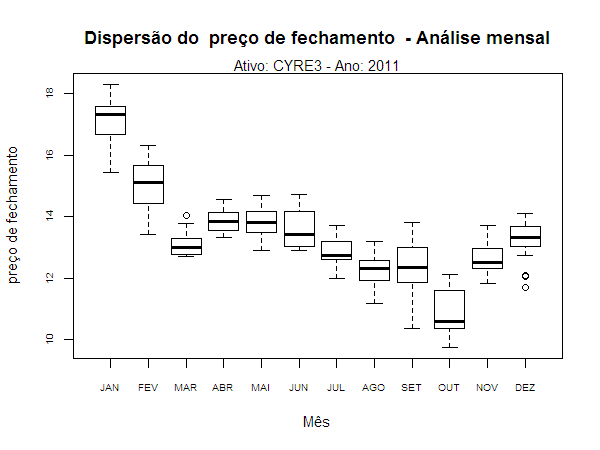 Dispersão do  preço de fechamento  - Análise mensal
Ativo: CYRE3 - Ano: 2011
preço de fechamento
18
16
14
12
10
JAN FEV MAR ABR MAI JUN JUL AGO SET OUT NOV DEZ
Mês